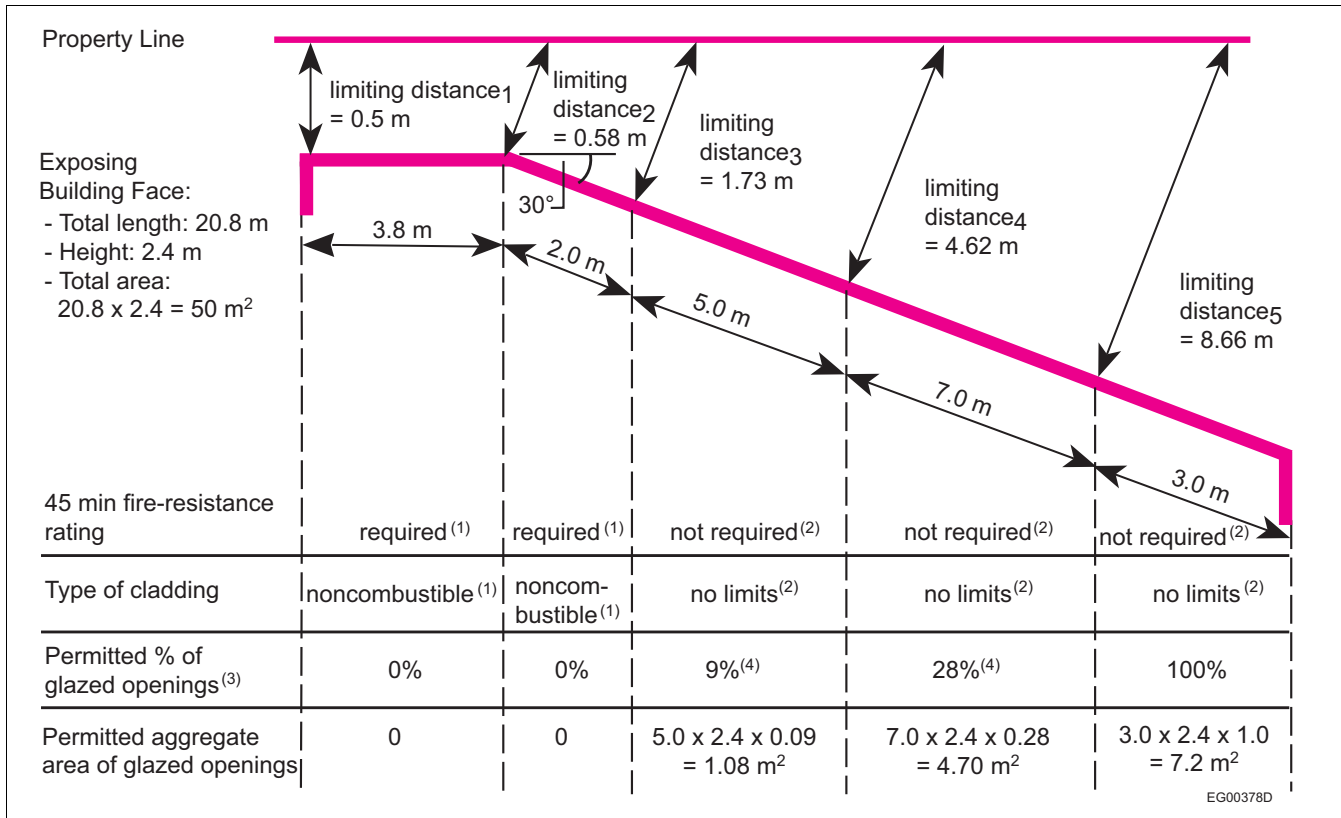 Property Line
limiting distance1
= 0.5 m
limiting
distance2
= 0.58 m
limiting
distance3
= 1.73 m
limiting
distance4
= 4.62 m
limiting
distance5
= 8.66 m
Exposing
Building Face:
- Total length: 20.8 m
- Height: 2.4 m
- Total area:
20.8 x 2.4 = 50 m²
30°
3.8 m
2.0 m
5.0 m
7.0 m
3.0 m
45 min fire-resistance
rating
required(1)
required(1)
not required(2)
not required(2)
not required(2)
Type of cladding
noncombustible(1)
noncom-
bustible(1)
no limits(2)
no limits(2)
no limits(2)
Permitted % of
glazed openings(3)
0%
0%
9%(4)
28%(4)
100%
Permitted aggregate
area of glazed openings
0
0
5.0 x 2.4 x 0.09
= 1.08 m²
7.0 x 2.4 x 0.28
= 4.70 m²
3.0 x 2.4 x 1.0
= 7.2 m²
EG00378D